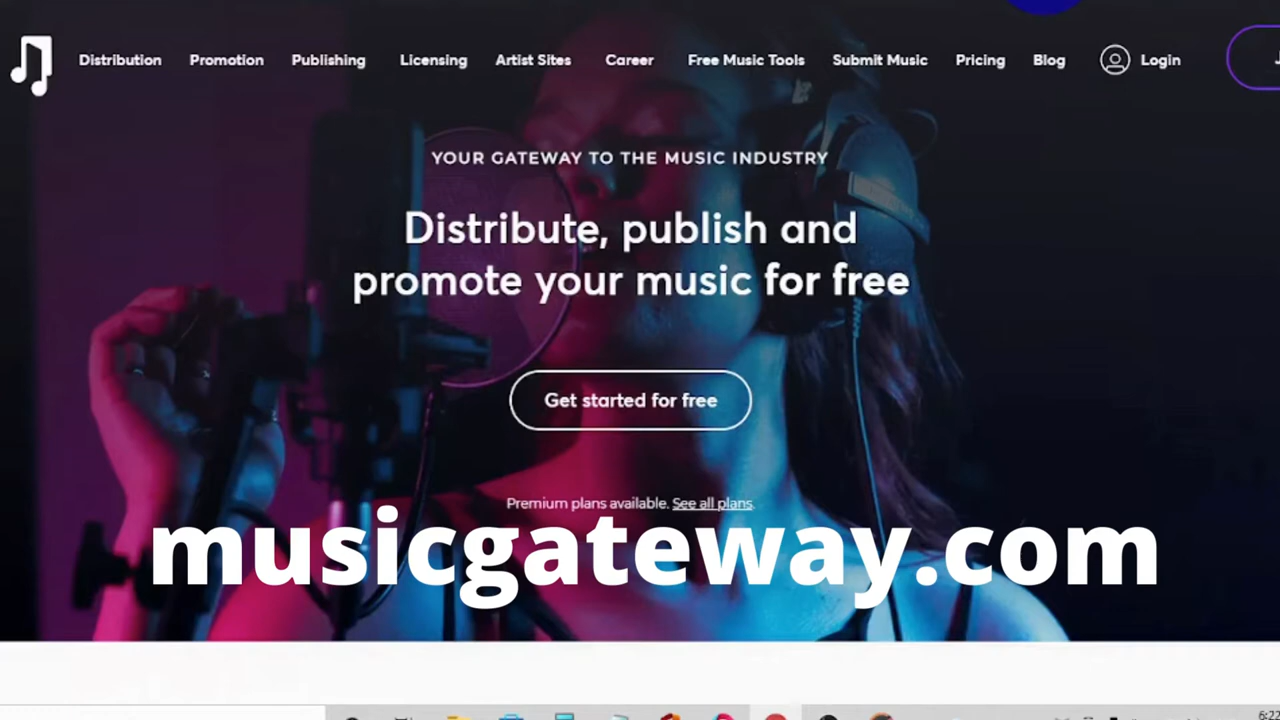 Distribution Promotion Publishing Licensing Artist Sites Career Free Music Tools Submit Music Pricing Blog Login
YOUR GATEWAY TO THE MUSIC INDUSTRY
Distribute, publish and
promote your music for free
Get started for free
Premium plans available. See all plans.
musicgateway.com